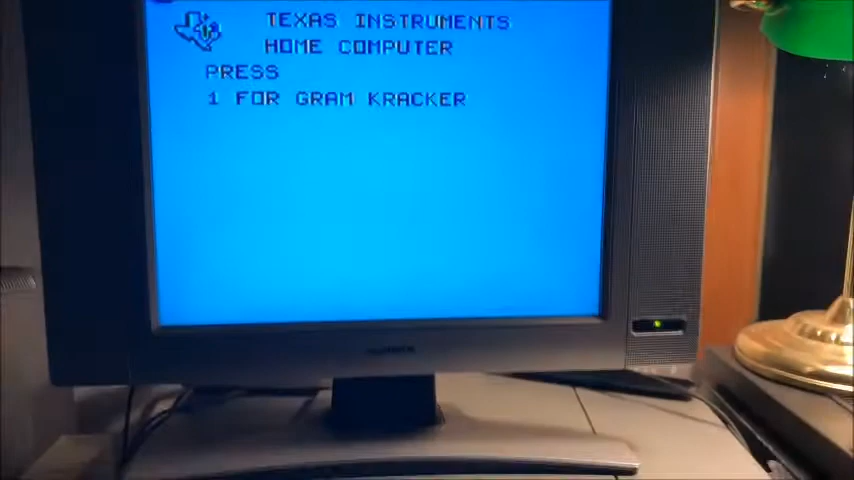 TEXAS INSTRUMENTS
HOME COMPUTER
PRESS
1 FOR GRAM KRACKER